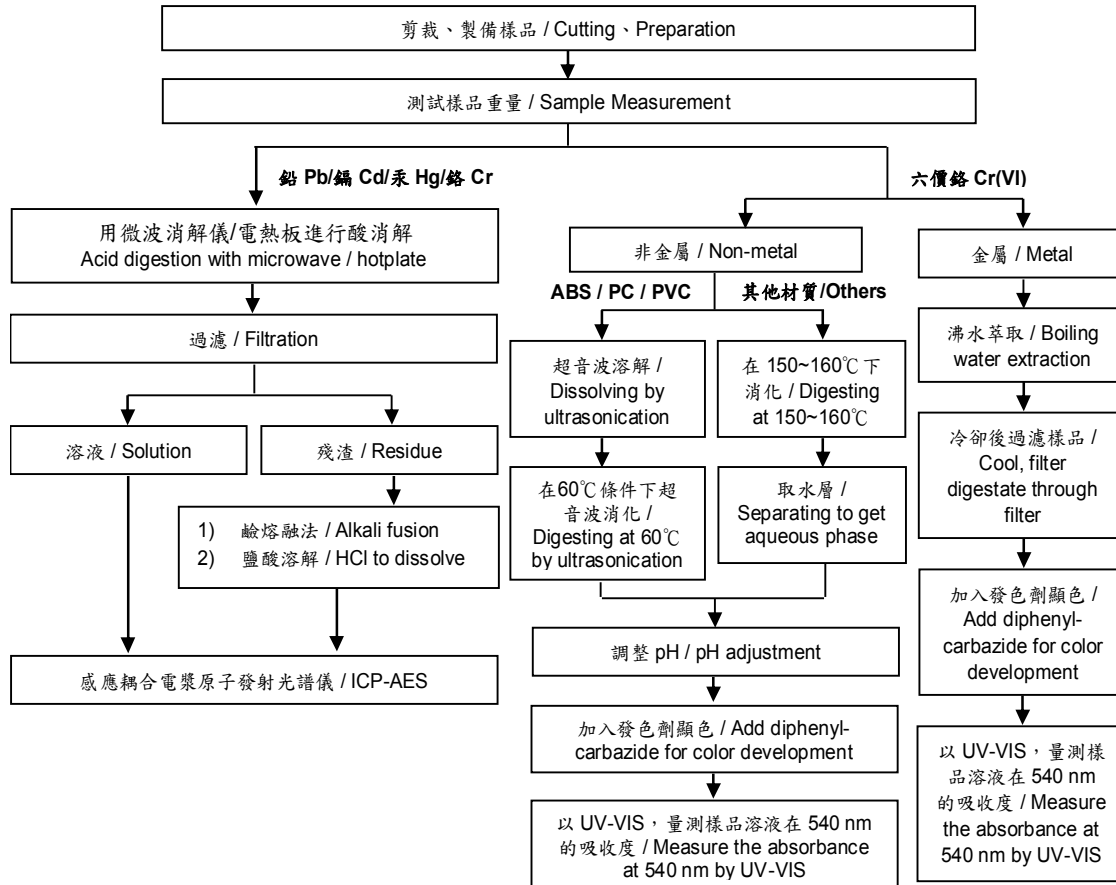 剪裁、製備樣品 / Cutting、Preparation
測試樣品重量 / Sample Measurement
鉛 Pb/鎘 Cd/汞 Hg/鉻 Cr
六價鉻 Cr(VI)
用微波消解儀/電熱板進行酸消解
Acid digestion with microwave / hotplate
非金屬 / Non-metal
金屬 / Metal
ABS / PC / PVC
其他材質/Others
過濾 / Filtration
超音波溶解 /
Dissolving by
ultrasonication
在 150~160℃下
消化 / Digesting
at 150~160℃
沸水萃取 / Boiling
water extraction
溶液 / Solution
殘渣 / Residue
冷卻後過濾樣品 /
Cool, filter
digestate through
filter
在60℃條件下超
音波消化 /
Digesting at 60℃
by ultrasonication
取水層 /
Separating to get
aqueous phase
1) 鹼熔融法 / Alkali fusion
2) 鹽酸溶解 / HCl to dissolve
加入發色劑顯色 /
Add diphenyl-
carbazide for color
development
調整 pH / pH adjustment
感應耦合電漿原子發射光譜儀 / ICP-AES
加入發色劑顯色 / Add diphenyl-
carbazide for color development
以 UV-VIS，量測樣
品溶液在 540 nm
的吸收度 / Measure
the absorbance at
540 nm by UV-VIS
以 UV-VIS，量測樣品溶液在 540 nm
的吸收度 / Measure the absorbance
at 540 nm by UV-VIS